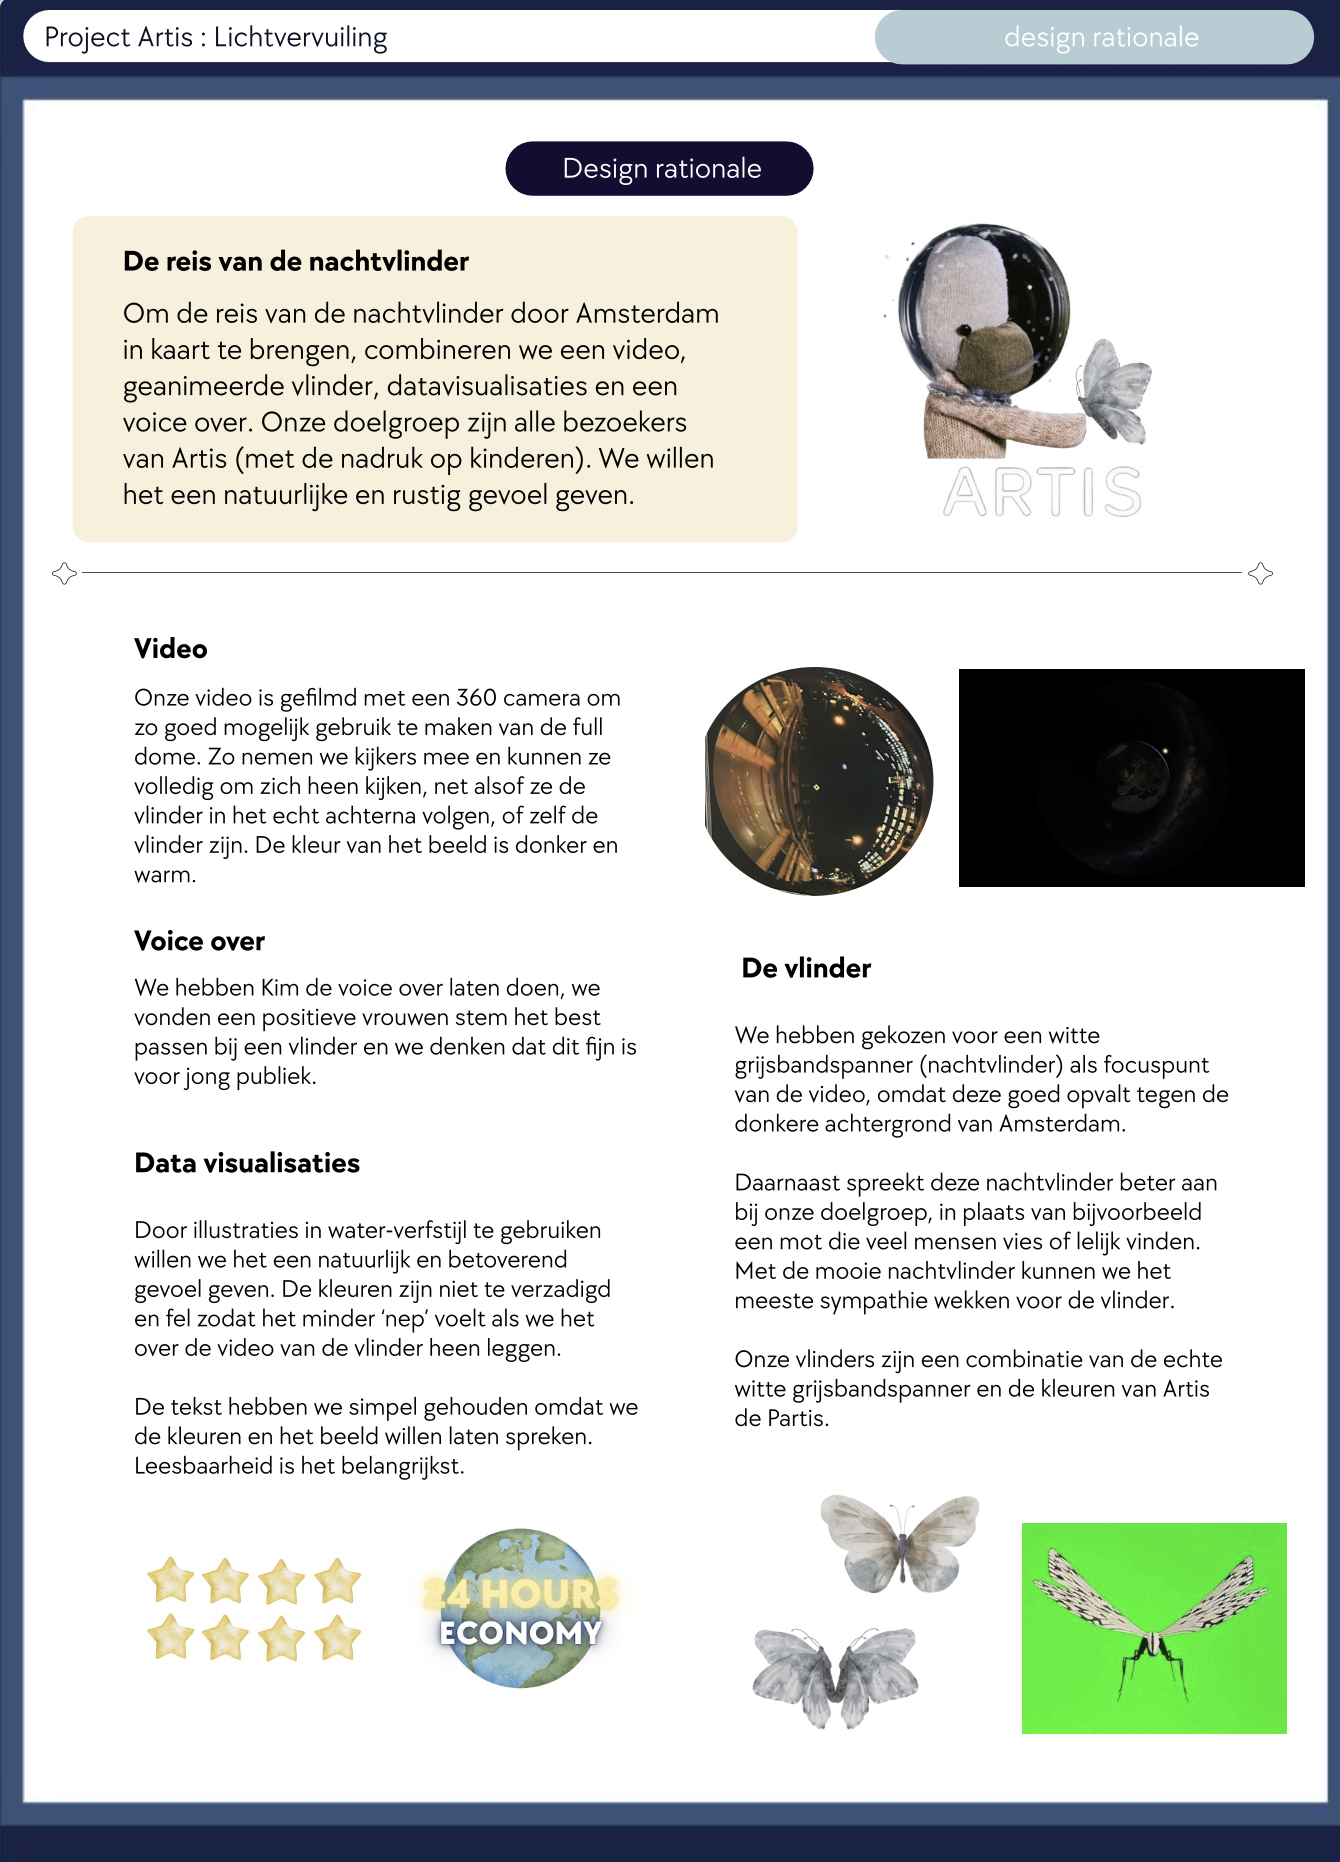 Project Artis : Lichtvervuiling
design rationale
Design rationale
De reis van de nachtvlinder
Om de reis van de nachtvlinder door Amsterdam
in kaart te brengen, combineren we een video,
geanimeerde vlinder, datavisualisaties en een
voice over. Onze doelgroep zijn alle bezoekers
van Artis (met de nadruk op kinderen). We willen
het een natuurlijke en rustig gevoel geven.
ARTIS
Video
Onze video is gefilmd met een 360 camera om
zo goed mogelijk gebruik te maken van de full
dome. Zo nemen we kijkers mee en kunnen ze
volledig om zich heen kijken, net alsof ze de
vlinder in het echt achterna volgen, of zelf de
vlinder zijn. De kleur van het beeld is donker en
warm.
Voice over
We hebben Kim de voice over laten doen, we
vonden een positieve vrouwen stem het best
passen bij een vlinder en we denken dat dit fijn is
voor jong publiek.
Data visualisaties
Door illustraties in water-verfstijl te gebruiken
willen we het een natuurlijk en betoverend
gevoel geven. De kleuren zijn niet te verzadigd
en fel zodat het minder ‘nep’ voelt als we het
over de video van de vlinder heen leggen.
De tekst hebben we simpel gehouden omdat we
de kleuren en het beeld willen laten spreken.
Leesbaarheid is het belangrijkst.
24 HOURS
ECONOMY
De vlinder
We hebben gekozen voor een witte
grijsbandspanner (nachtvlinder) als focuspunt
van de video, omdat deze goed opvalt tegen de
donkere achtergrond van Amsterdam.
Daarnaast spreekt deze nachtvlinder beter aan
bij onze doelgroep, in plaats van bijvoorbeeld
een mot die veel mensen vies of lelijk vinden.
Met de mooie nachtvlinder kunnen we het
meeste sympathie wekken voor de vlinder.
Onze vlinders zijn een combinatie van de echte
witte grijsbandspanner en de kleuren van Artis
de Partis.